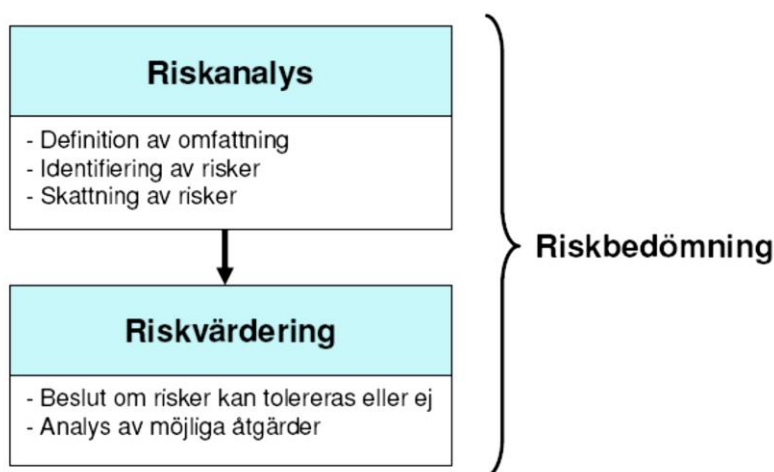 Riskanalys
- Definition av omfattning
- Identifiering av risker
- Skattning av risker
Riskbedömning
Riskvärdering
- Beslut om risker kan tolereras eller ej
- Analys av möjliga åtgärder